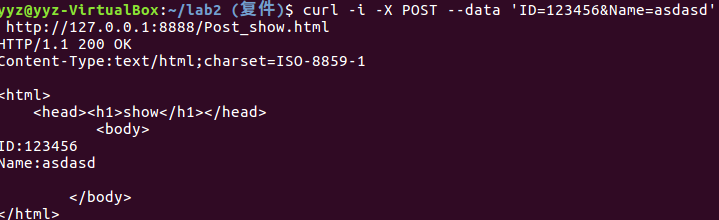 yyz@yyz-VirtualBox:~/lab2 (复件)$ curl -i -X POST --data 'ID=123456&Name=asdasd'
http://127.0.0.1:8888/Post_show.html
HTTP/1.1 200 OK
Content-Type:text/html;charset=ISO-8859-1
<html>
<head><h1>show</h1></head>
<body>
ID:123456
Name:asdasd
</body>
</html>